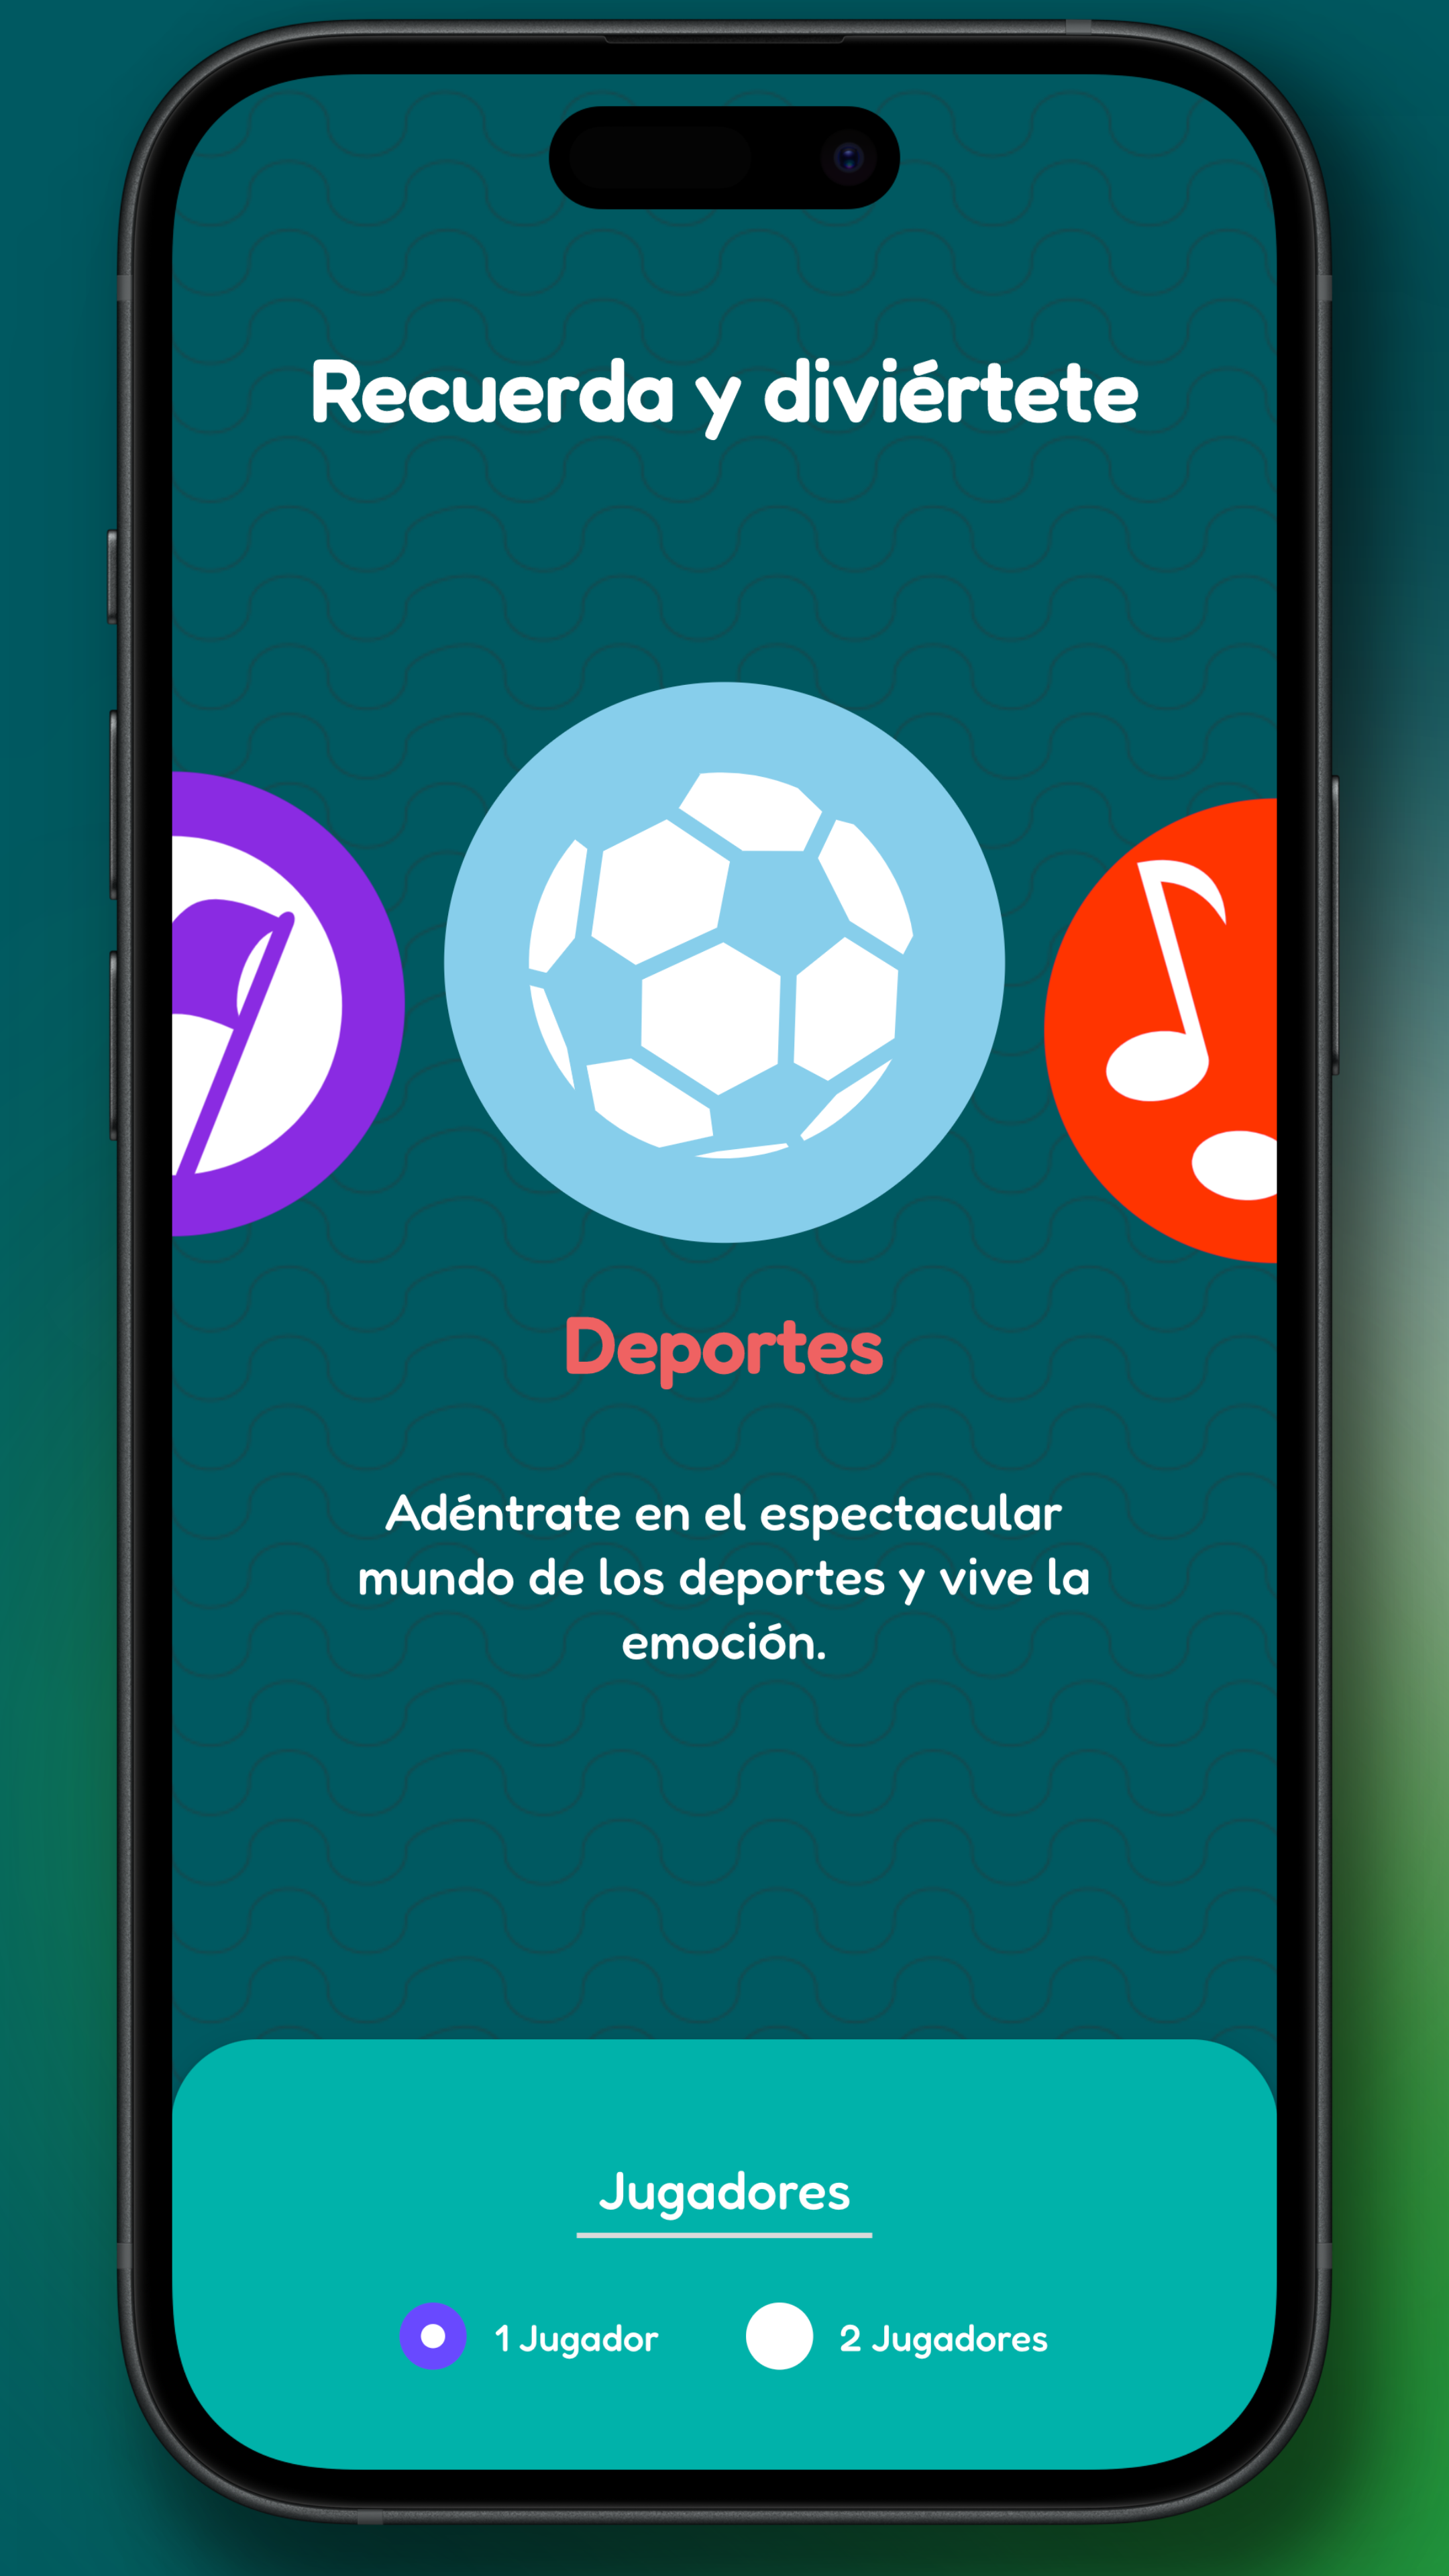 Recuerda y diviértete
Deportes
Adéntrate en el espectacular
mundo de los deportes y vive la
emoción.
Jugadores
1 Jugador
2 Jugadores